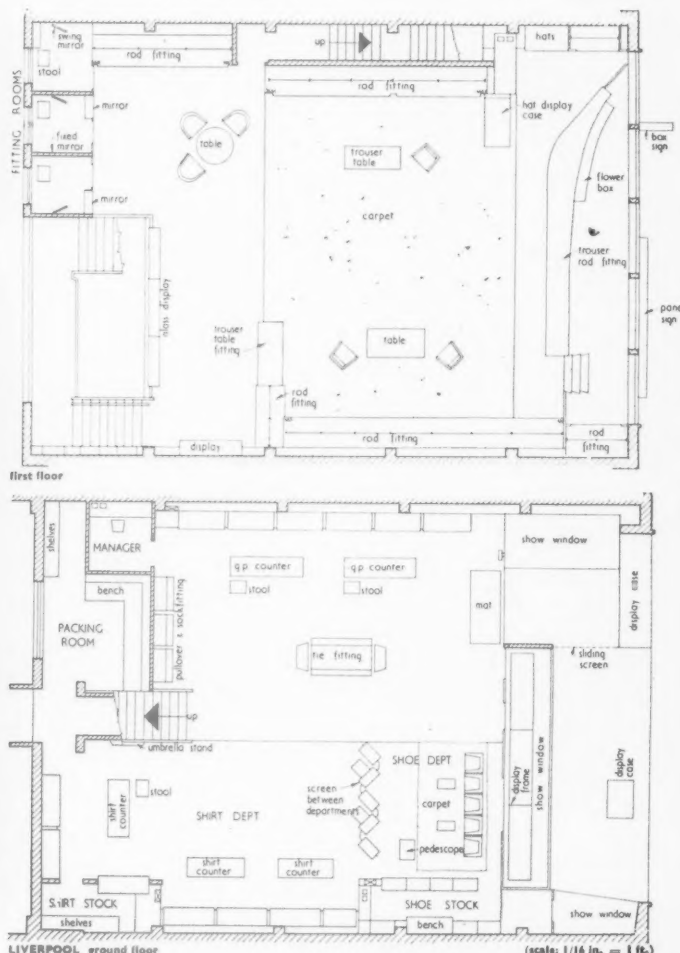 swing
mirror
rod fitting
up
hats
stool
rod fitting
mirror
hat display
case
FITTING ROOMS
fixed
mirror
table
trouser
table
box
sign
flower
box
mirror
carpet
trouser
rod fitting
glass display
panel
sign
trouser
table
fitting
table
rod
fitting
rod fitting
rod
fitting
display
first floor
shelves
MANAGER
show window
g.p. counter
g.p. counter
bench
stool
stool
mat
display case
PACKING
ROOM
pullover & sock fitting
tie fitting
sliding
screen
up
umbrella stand
SHOE DEPT
screen
between
departments
display frame
show window
display
case
stool
shirt
counter
SHIRT DEPT
carpet
pedescope
shirt
counter
shirt
counter
SHIRT STOCK
SHOE STOCK
shelves
bench
show window
LIVERPOOL ground floor
(scale: 1/16 in. = 1 ft.)